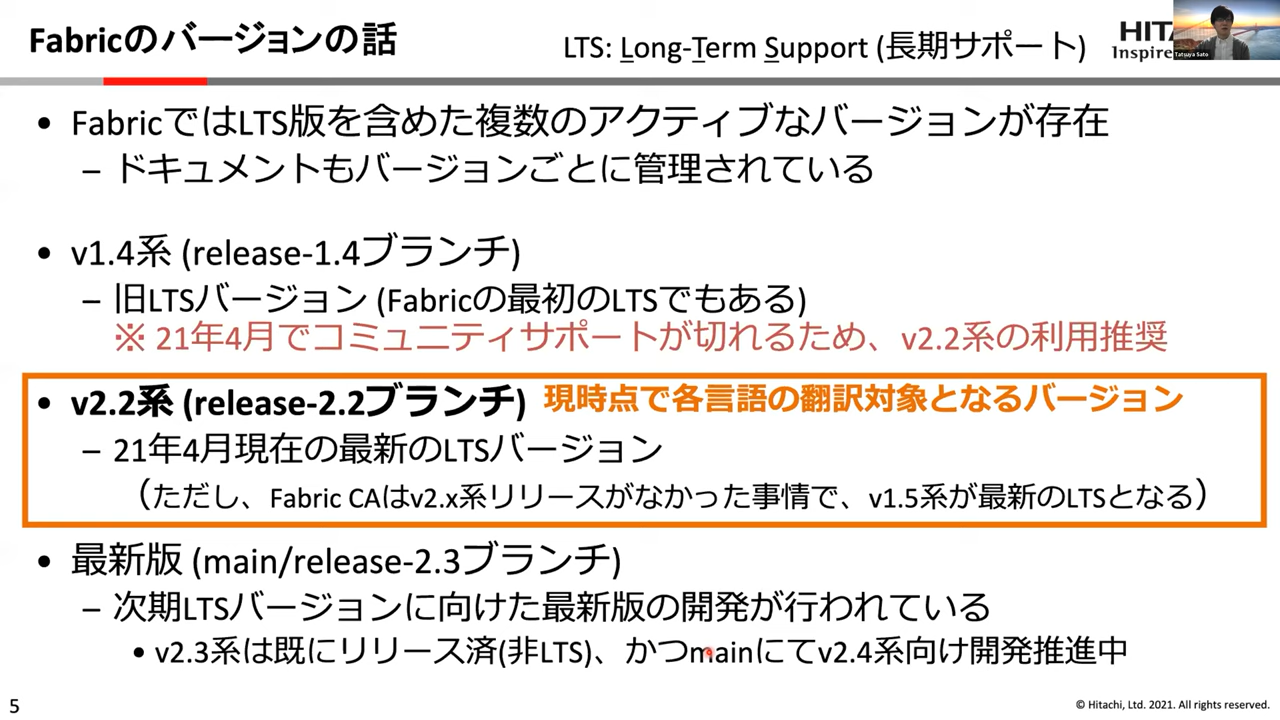 Fabricのバージョンの話
LTS: Long-Term Support (長期サポート)
HITA
Inspire
Tatsuya Sato
• FabricではLTS版を含めた複数のアクティブなバージョンが存在
– ドキュメントもバージョンごとに管理されている
• v1.4系 (release-1.4ブランチ)
– 旧LTSバージョン (Fabricの最初のLTSでもある)
※ 21年4月でコミュニティサポートが切れるため、v2.2系の利用推奨
• v2.2系 (release-2.2ブランチ) 現時点で各言語の翻訳対象となるバージョン
– 21年4月現在の最新のLTSバージョン
（ただし、Fabric CAはv2.x系リリースがなかった事情で、v1.5系が最新のLTSとなる）
• 最新版 (main/release-2.3ブランチ)
– 次期LTSバージョンに向けた最新版の開発が行われている
• v2.3系は既にリリース済(非LTS)、かつmainにてv2.4系向け開発推進中
5
© Hitachi, Ltd. 2021. All rights reserved.